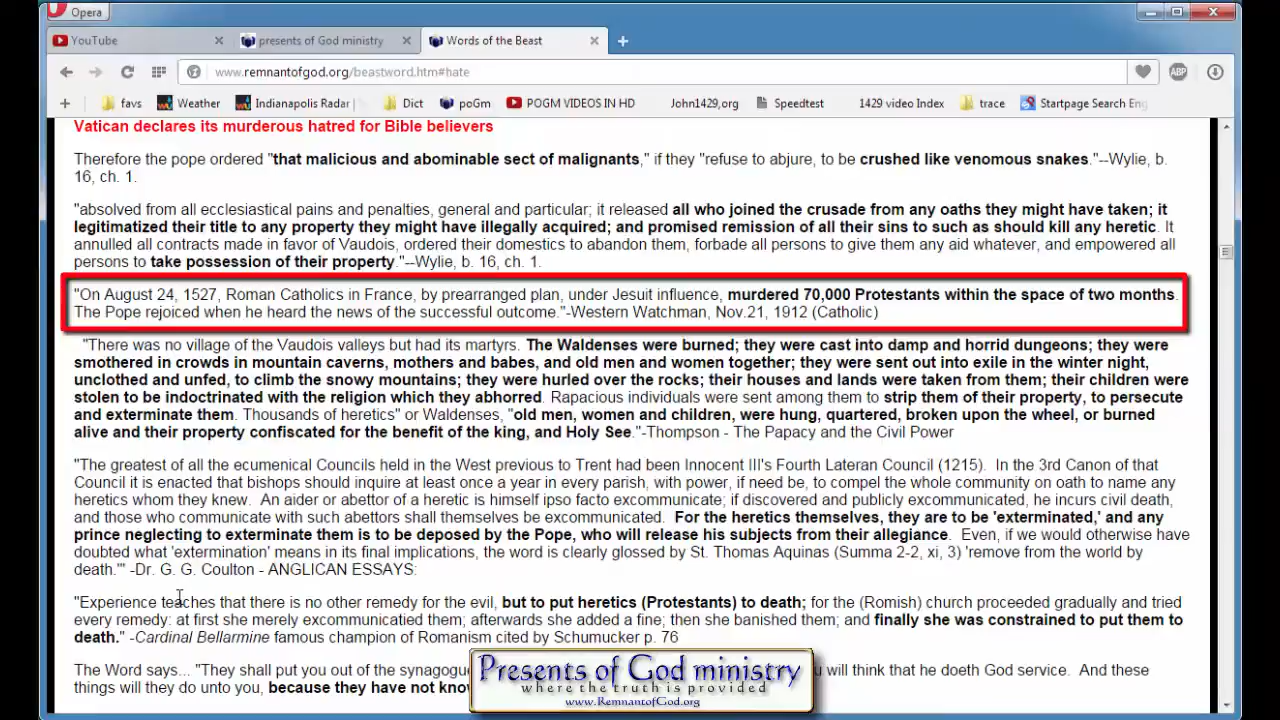 Opera
YouTube
presents of God ministry
Words of the Beast
www.remnantofgod.org/beastword.htm#hate
ABP
favs
Weather
Indianapolis Radar |
Dict
poGm
POGM VIDEOS IN HD
John1429,org
Speedtest
1429 video Index
trace
Startpage Search Eng
Vatican declares its murderous hatred for Bible believers
Therefore the pope ordered "that malicious and abominable sect of malignants," if they "refuse to abjure, to be crushed like venomous snakes."--Wylie, b.
16, ch. 1.
"absolved from all ecclesiastical pains and penalties, general and particular; it released all who joined the crusade from any oaths they might have taken; it
legitimatized their title to any property they might have illegally acquired; and promised remission of all their sins to such as should kill any heretic. It
annulled all contracts made in favor of Vaudois, ordered their domestics to abandon them, forbade all persons to give them any aid whatever, and empowered all
persons to take possession of their property."--Wylie, b. 16, ch. 1.
"On August 24, 1527, Roman Catholics in France, by prearranged plan, under Jesuit influence, murdered 70,000 Protestants within the space of two months.
The Pope rejoiced when he heard the news of the successful outcome."-Western Watchman, Nov.21, 1912 (Catholic)
"There was no village of the Vaudois valleys but had its martyrs. The Waldenses were burned; they were cast into damp and horrid dungeons; they were
smothered in crowds in mountain caverns, mothers and babes, and old men and women together; they were sent out into exile in the winter night,
unclothed and unfed, to climb the snowy mountains; they were hurled over the rocks; their houses and lands were taken from them; their children were
stolen to be indoctrinated with the religion which they abhorred. Rapacious individuals were sent among them to strip them of their property, to persecute
and exterminate them. Thousands of heretics" or Waldenses, "old men, women and children, were hung, quartered, broken upon the wheel, or burned
alive and their property confiscated for the benefit of the king, and Holy See."-Thompson - The Papacy and the Civil Power
"The greatest of all the ecumenical Councils held in the West previous to Trent had been Innocent III's Fourth Lateran Council (1215). In the 3rd Canon of that
Council it is enacted that bishops should inquire at least once a year in every parish, with power, if need be, to compel the whole community on oath to name any
heretics whom they knew. An aider or abettor of a heretic is himself ipso facto excommunicate; if discovered and publicly excommunicated, he incurs civil death,
and those who communicate with such abettors shall themselves be excommunicated. For the heretics themselves, they are to be 'exterminated,' and any
prince neglecting to exterminate them is to be deposed by the Pope, who will release his subjects from their allegiance. Even, if we would otherwise have
doubted what 'extermination' means in its final implications, the word is clearly glossed by St. Thomas Aquinas (Summa 2-2, xi, 3) 'remove from the world by
death.'" -Dr. G. G. Coulton - ANGLICAN ESSAYS:
"Experience teaches that there is no other remedy for the evil, but to put heretics (Protestants) to death; for the (Romish) church proceeded gradually and tried
every remedy: at first she merely excommunicated them; afterwards she added a fine; then she banished them; and finally she was constrained to put them to
death." -Cardinal Bellarmine famous champion of Romanism cited by Schumucker p. 76
The Word says... "They shall put you out of the synagogu ou will think that he doeth God service. And these
things will they do unto you, because they have not know
Presents of God ministry
where the truth is provided
www.RemnantofGod.org